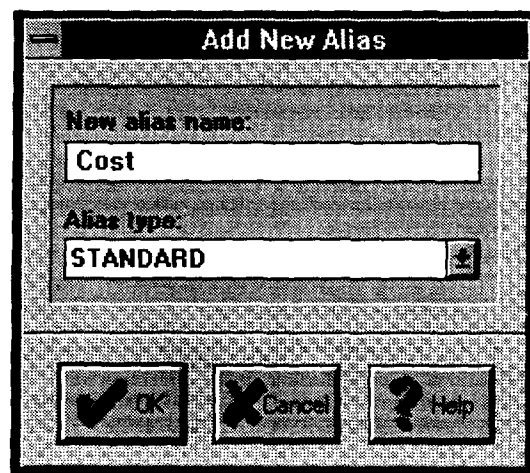 Add New Alias
New alias name:
Cost
Alias type:
STANDARD
OK
Cancel
Help